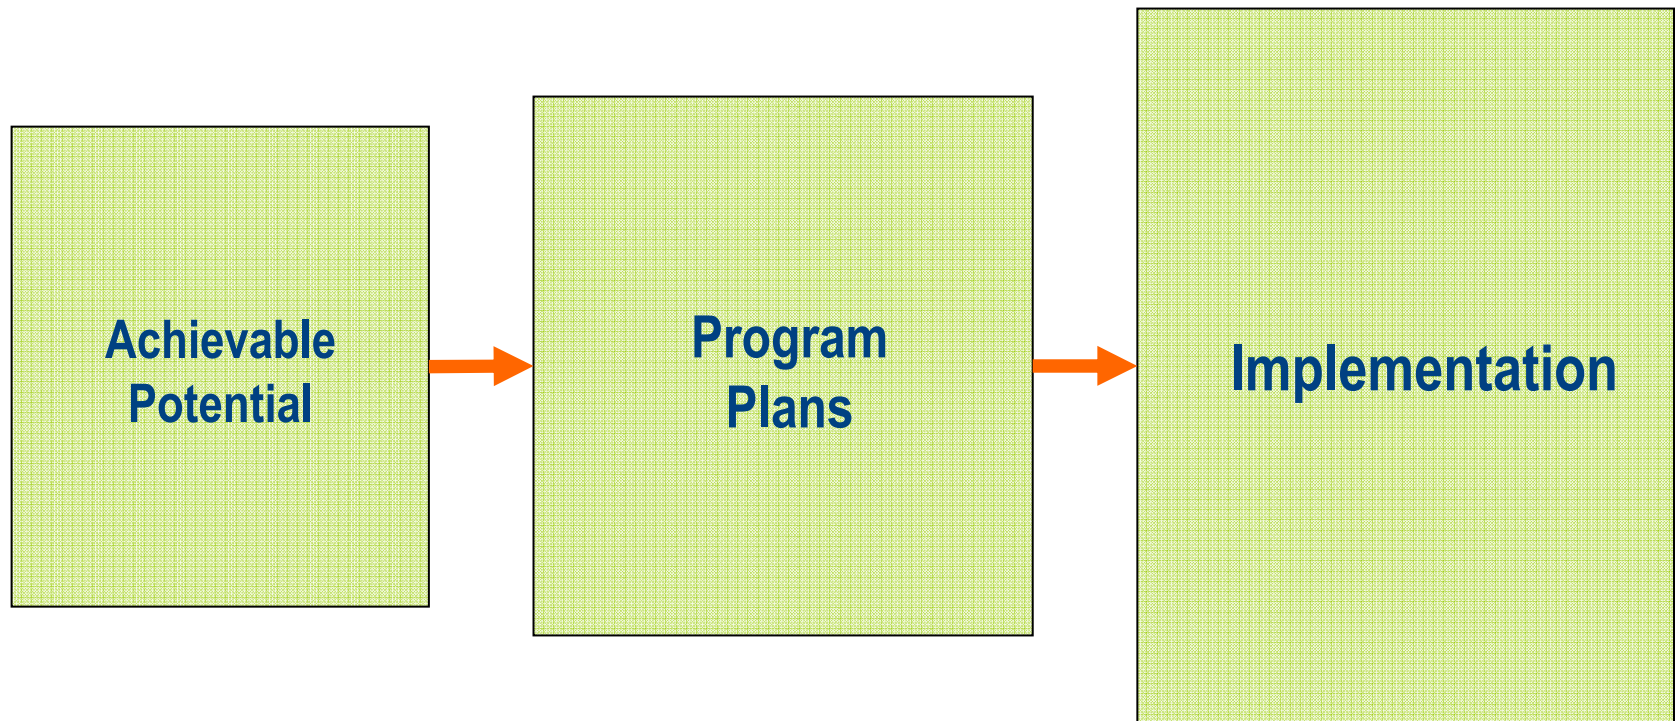 Achievable
Potential
Program
Plans
Implementation